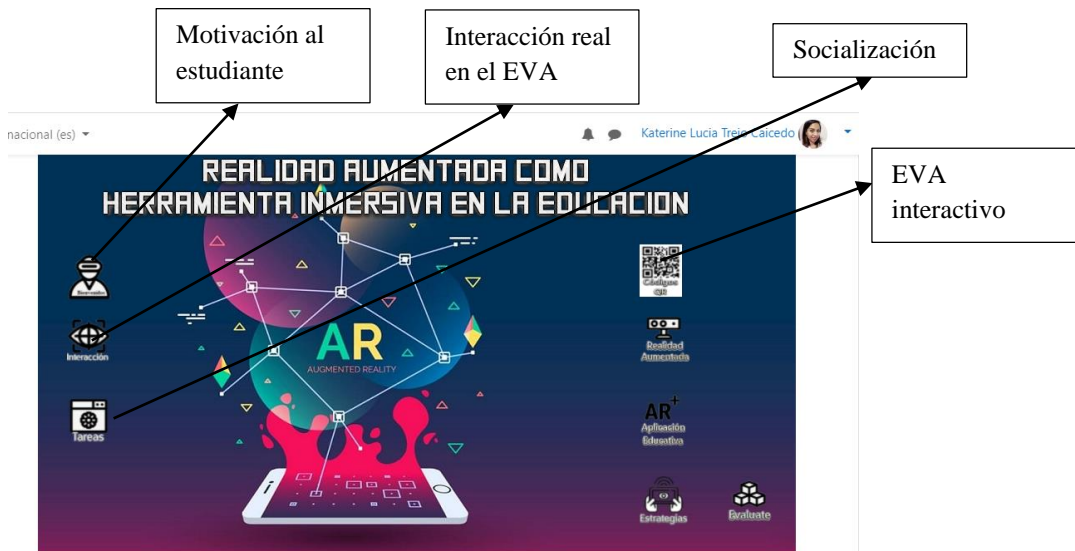 Motivación al
estudiante
Interacción real
en el EVA
Socialización
EVA
interactivo
nacional (es)
Katerine Lucia Trejo Caicedo
REALIDAD AUMENTADA COMO
HERRAMIENTA INMERSIVA EN LA EDUCACION
Bienvenidos
Interacción
Tareas
AR
AUGMENTED REALITY
Códigos
QR
Realidad
Aumentada
AR+
Aplicación
Educativa
Estrategias
Evaluate